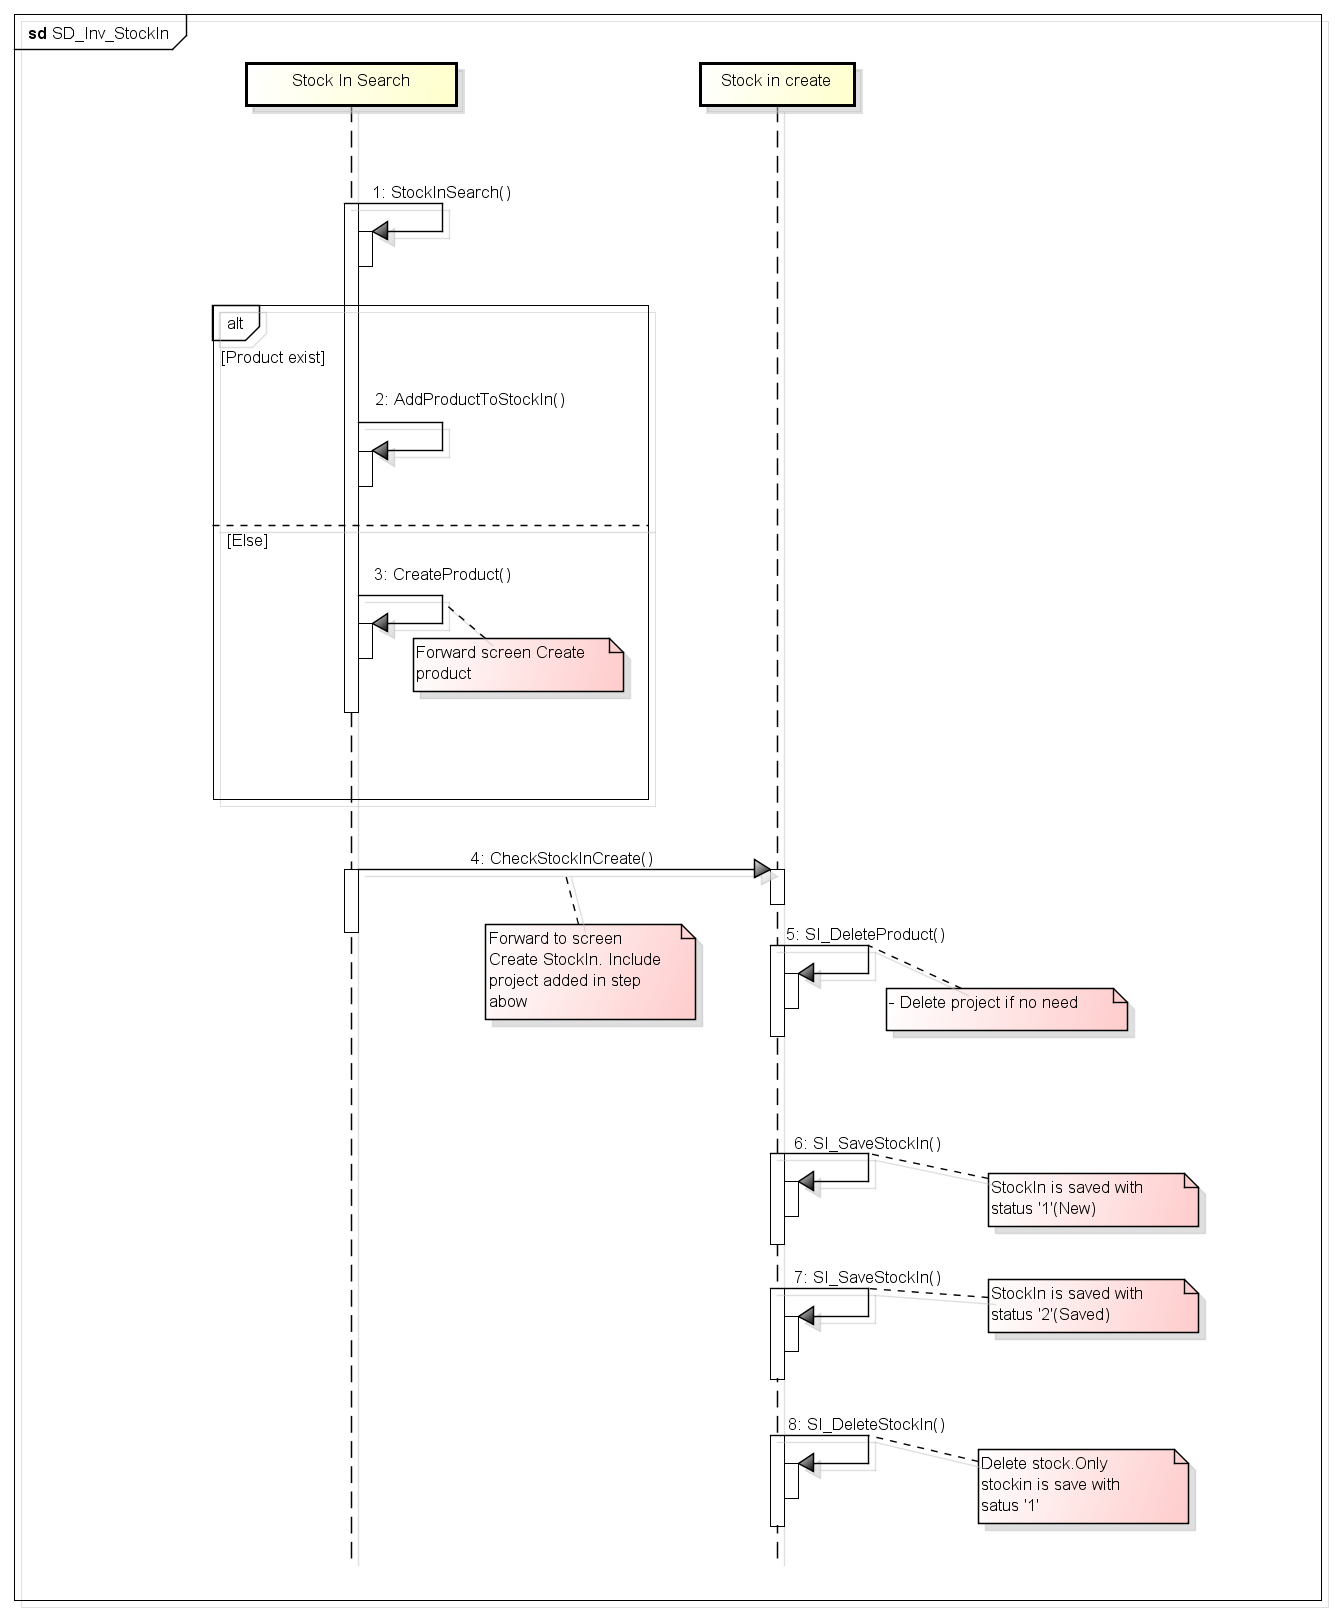 sd SD_Inv_StockIn
Stock In Search
Stock in create
1: StockInSearch()
alt
[Product exist]
2: AddProductToStockIn()
[Else]
3: CreateProduct()
Forward screen Create
product
4: CheckStockInCreate()
Forward to screen
Create StockIn. Include
project added in step
abow
5: SI_DeleteProduct()
- Delete project if no need
6: SI_SaveStockIn()
StockIn is saved with
status '1'(New)
7: SI_SaveStockIn()
StockIn is saved with
status '2'(Saved)
8: SI_DeleteStockIn()
Delete stock.Only
stockin is save with
satus '1'